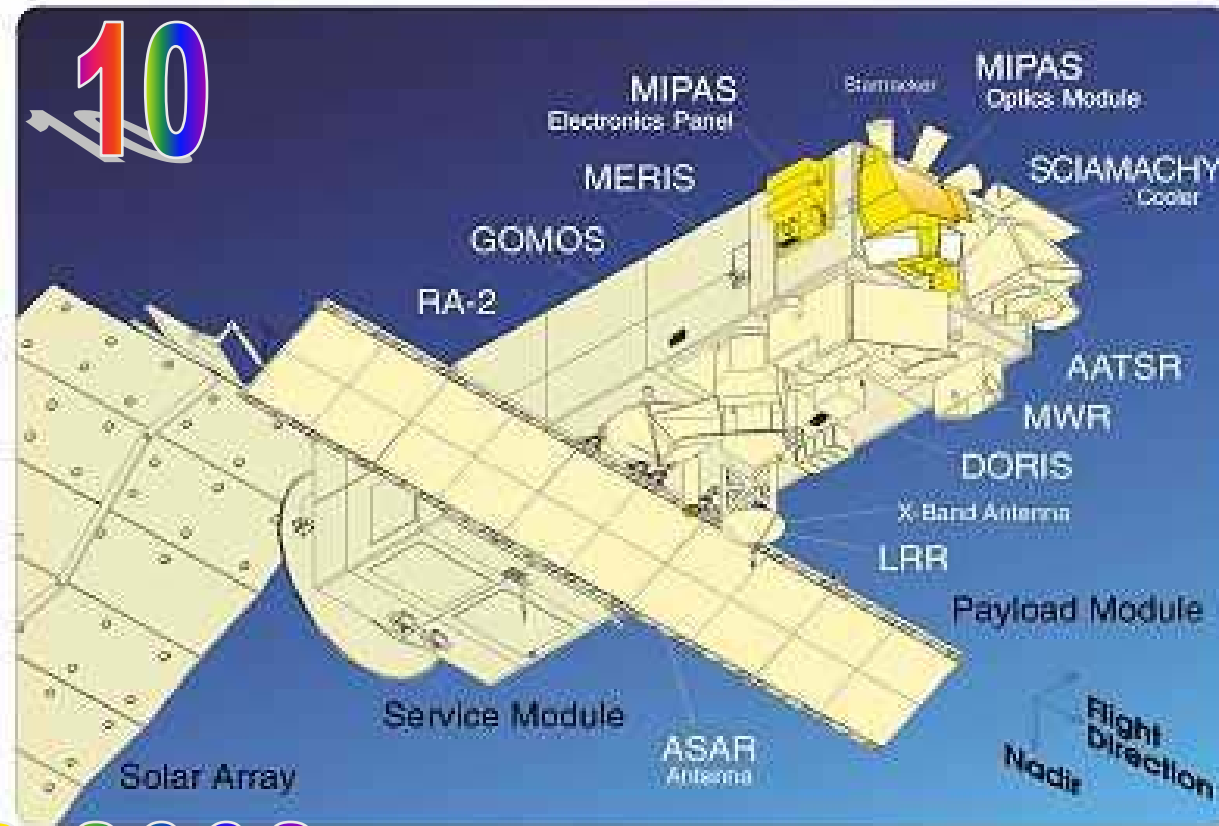 10
MIPAS
Electronics Panel
Startracker
MIPAS
Optics Module
SCIAMACHY
Cooler
MERIS
GOMOS
RA-2
AATSR
MWR
DORIS
X-Band Antenna
LRR
Payload Module
Service Module
ASAR
Antenna
Solar Array
Flight
Direction
Nadir